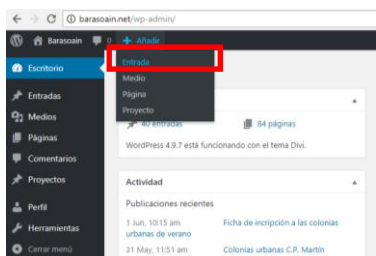 barasoain.net/wp-admin/
Barasoain 0 + Añadir
Entrada
Medio
Página
Proyecto
Escritorio
Entradas
Medios
Páginas
Comentarios
Proyectos
Perfil
Herramientas
Cerrar menú
40 entradas 84 páginas
WordPress 4.9.7 está funcionando con el tema Divi.
Actividad
Publicaciones recientes
1 Jun, 10:15 am Ficha de incripción a las colonias
urbanas de verano
31 May, 11:51 am Colonias urbanas C.P. Martín